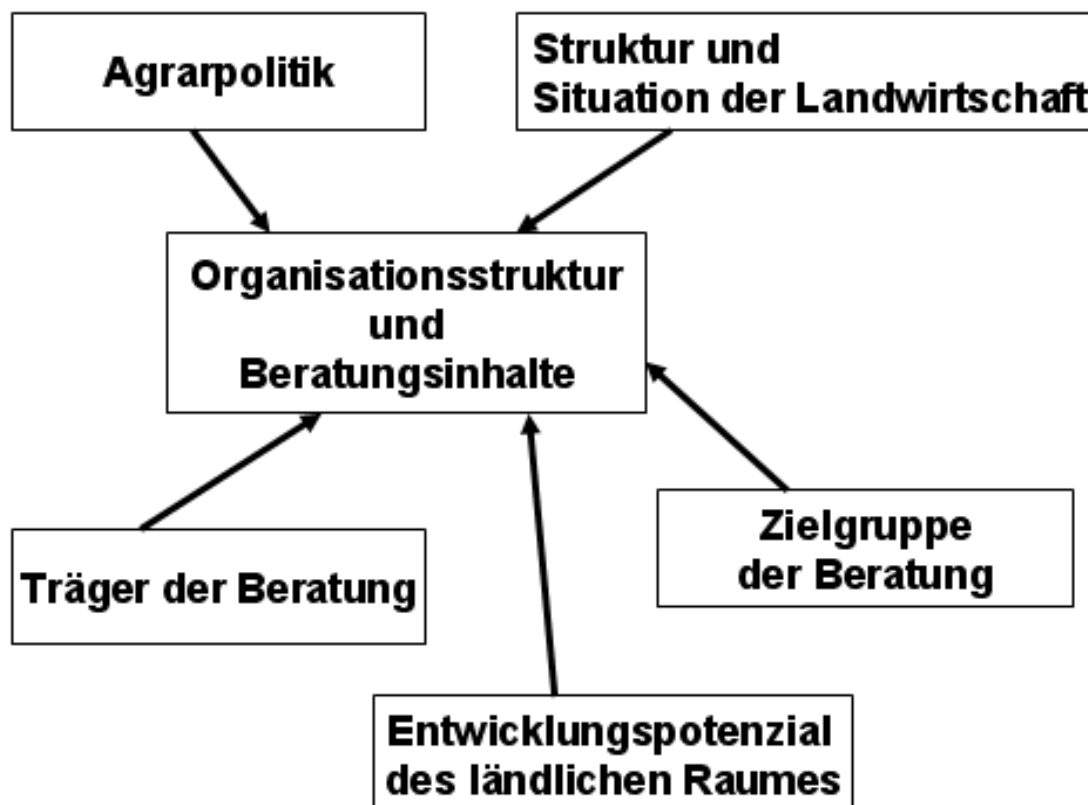 Agrarpolitik
Struktur und
Situation der Landwirtschaft
Organisationsstruktur
und
Beratungsinhalte
Träger der Beratung
Zielgruppe
der Beratung
Entwicklungspotenzial
des ländlichen Raumes